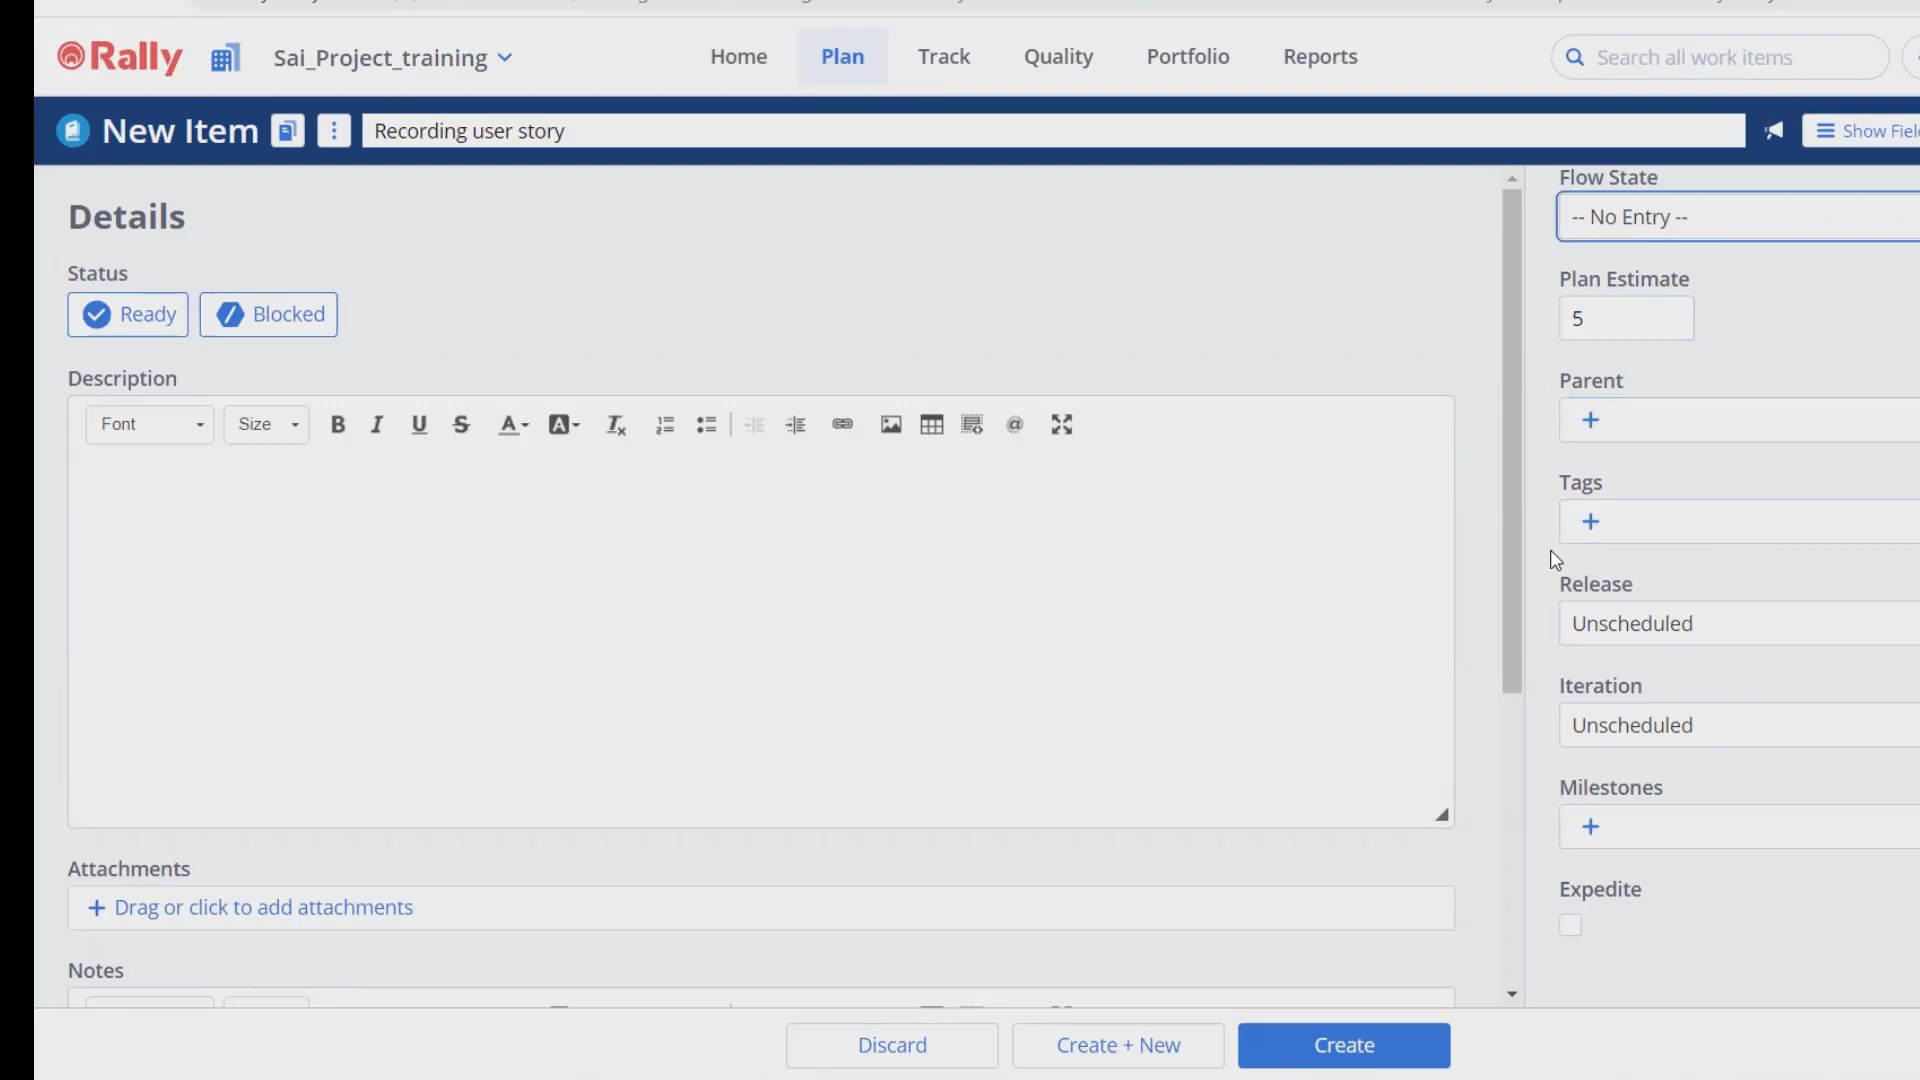 Rally
Sai_Project_training
Home
Plan
Track
Quality
Portfolio
Reports
Search all work items
New Item
Recording user story
Show
Details
Status
Ready
Blocked
Description
Font
Size
B I U S A A Tx
@
Attachments
+ Drag or click to add attachments
Notes
Flow State
-- No Entry --
Plan Estimate
5
Parent
+
Tags
+
Release
Unscheduled
Iteration
Unscheduled
Milestones
+
Expedite
Discard
Create + New
Create